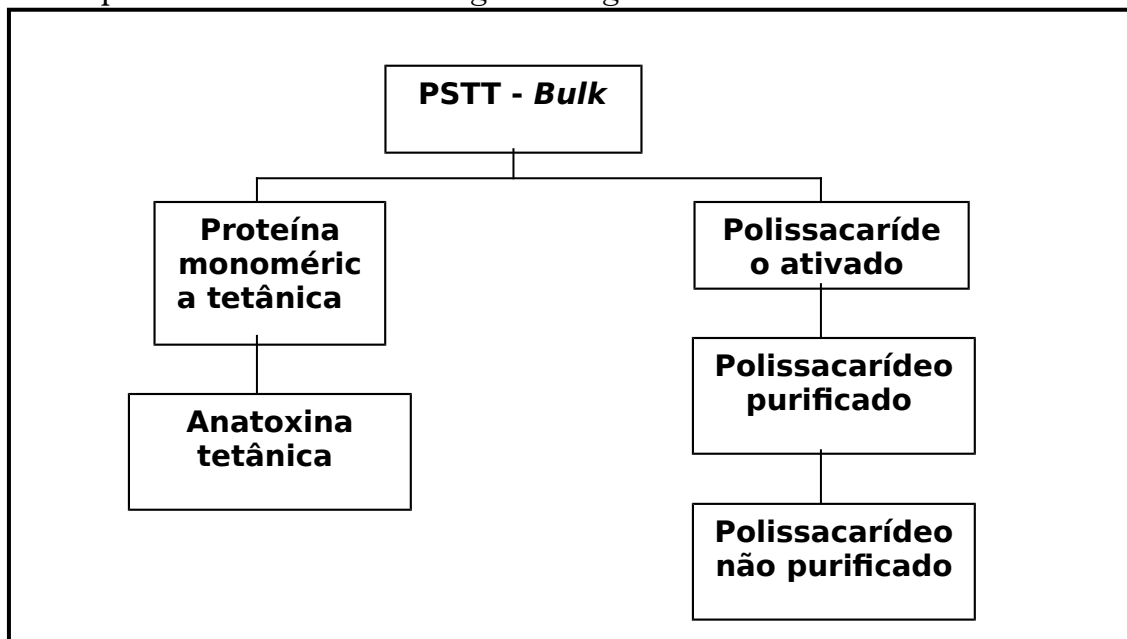 PSTT - Bulk
Proteína
monoméric
a tetânica
Polissacaríde
o ativado
Polissacarídeo
purificado
Anatoxina
tetânica
Polissacarídeo
não purificado